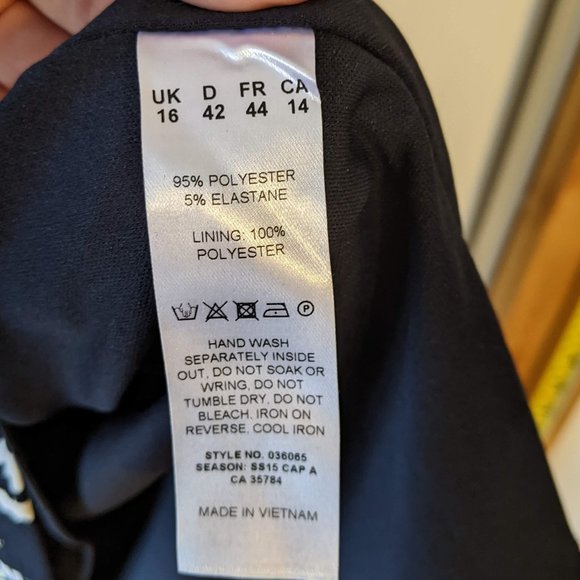 UK D FR CA
16 42 44 14
95% POLYESTER
5% ELASTANE
LINING: 100%
POLYESTER
P
HAND WASH
SEPARATELY INSIDE
OUT, DO NOT SOAK OR
WRING, DO NOT
TUMBLE DRY, DO NOT
BLEACH, IRON ON
REVERSE, COOL IRON
STYLE NO. 036065
SEASON: SS15 CAP A
CA 35784
MADE IN VIETNAM